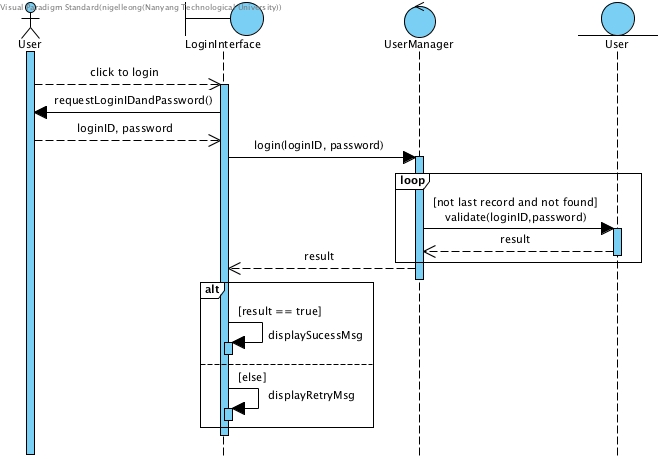 Visual Paradigm Standard(nigelleong(Nanyang Technological University))
User
LoginInterface
UserManager
User
click to login
requestLoginIDandPassword()
loginID, password
login(loginID, password)
loop
[not last record and not found]
validate(loginID,password)
result
result
alt
[result == true]
displaySucessMsg
[else]
displayRetryMsg